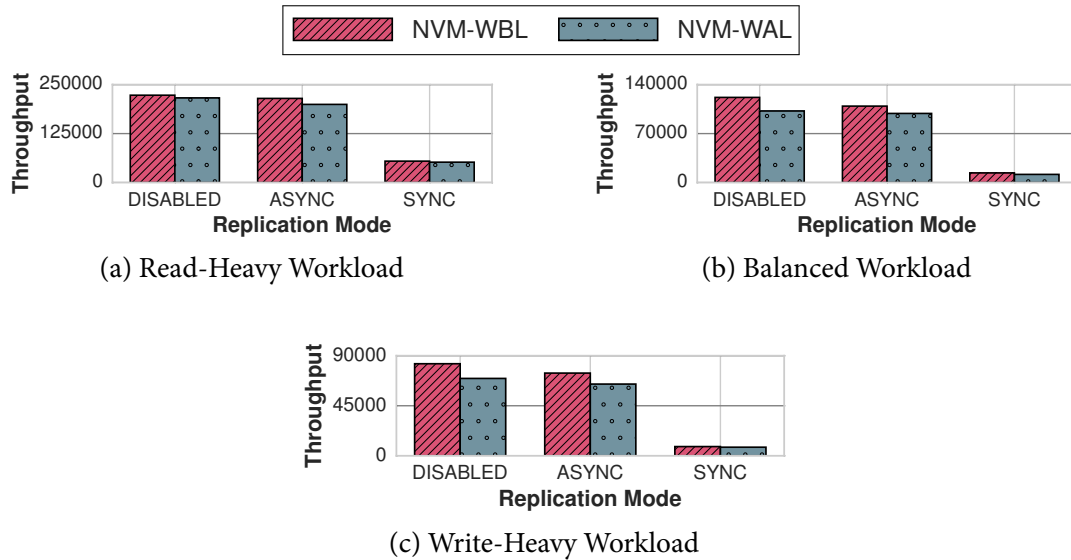 NVM-WBL NVM-WAL
Throughput
250000
125000
0
DISABLED ASYNC SYNC
Replication Mode
(a) Read-Heavy Workload
Throughput
140000
70000
0
DISABLED ASYNC SYNC
Replication Mode
(b) Balanced Workload
Throughput
90000
45000
0
DISABLED ASYNC SYNC
Replication Mode
(c) Write-Heavy Workload